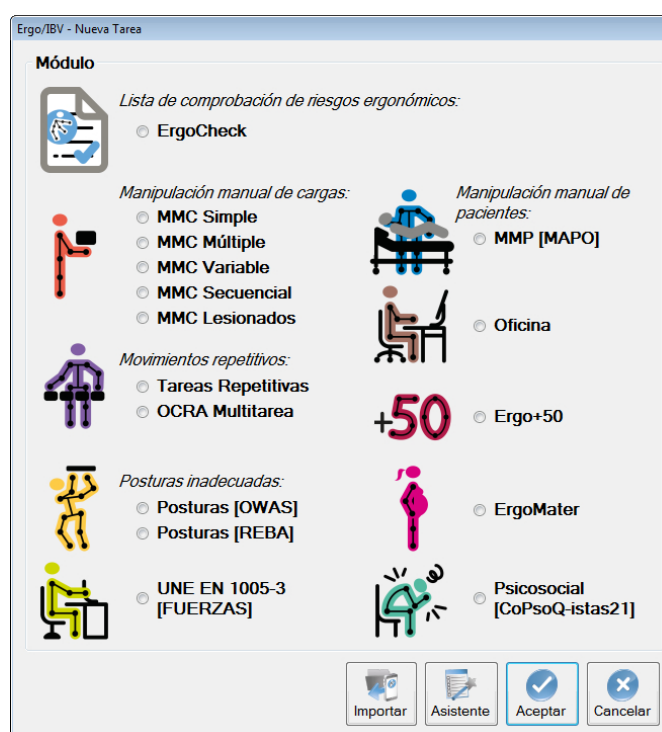 Ergo/IBV - Nueva Tarea
Módulo
Lista de comprobación de riesgos ergonómicos:
ErgoCheck
Manipulación manual de cargas:
MMC Simple
MMC Múltiple
MMC Variable
MMC Secuencial
MMC Lesionados
Movimientos repetitivos:
Tareas Repetitivas
OCRA Multitarea
Posturas inadecuadas:
Posturas [OWAS]
Posturas [REBA]
UNE EN 1005-3
[FUERZAS]
Manipulación manual de
pacientes:
MMP [MAPO]
Oficina
+50
Ergo+50
ErgoMater
Psicosocial
[CoPsoQ-istas21]
Importar
Asistente
Aceptar
Cancelar